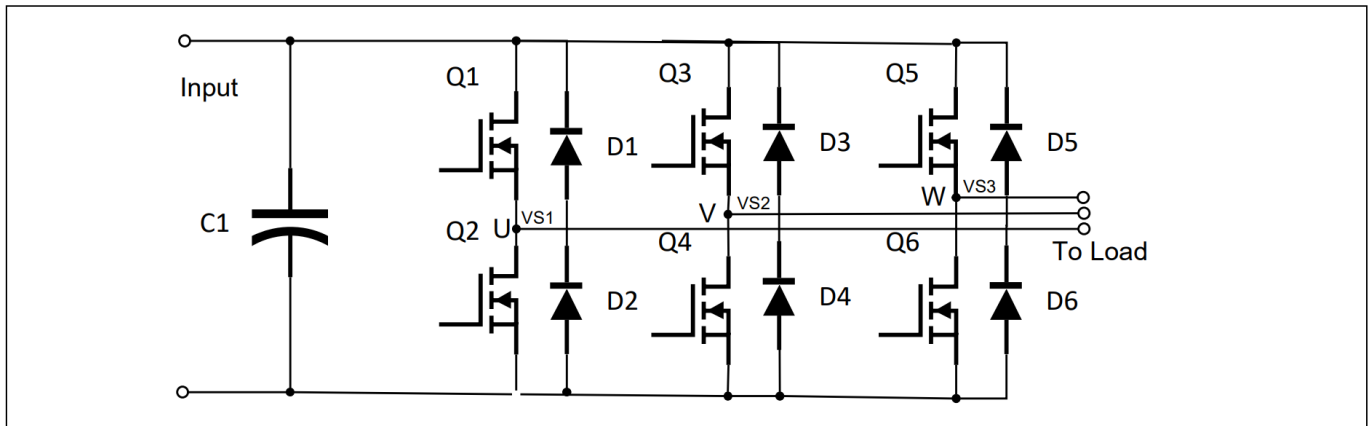 Input
C1
Q1
D1
Q2
U
VS1
D2
Q3
D3
V
VS2
Q4
D4
Q5
D5
W
VS3
Q6
D6
To Load